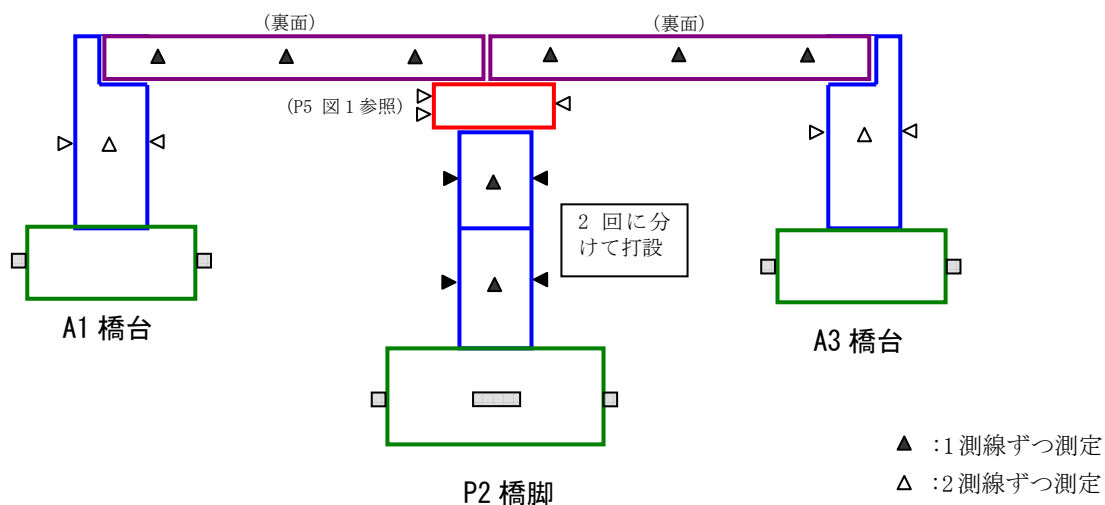 (裏面)
(裏面)
(P5 図1参照)
2 回に分
けて打設
A1 橋台
A3 橋台
P2 橋脚
▲ :1測線ずつ測定
△ :2測線ずつ測定